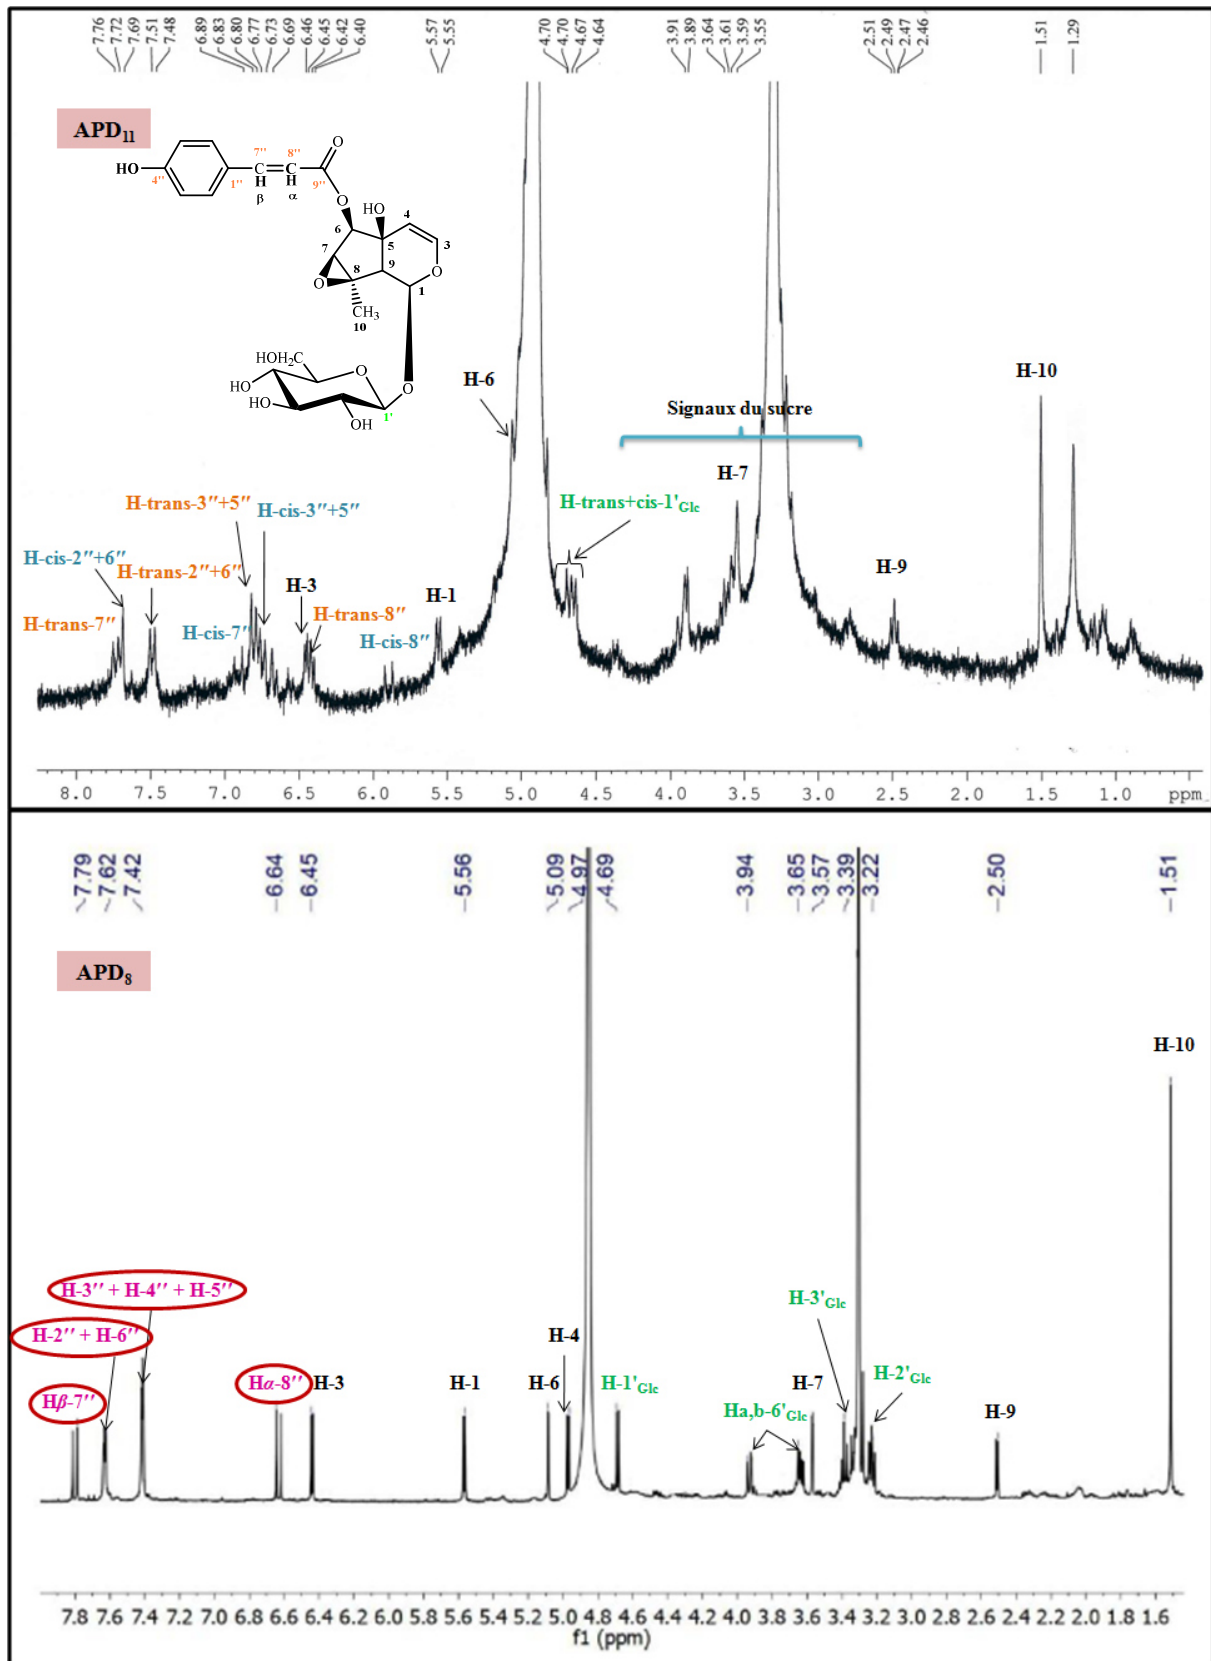 7.76 7.72 7.69 7.51 7.48 6.89 6.83 6.80 6.77 6.73 6.69 6.46 6.45 6.42 6.40 5.57 5.55 4.70 4.70 4.67 4.64 3.91 3.89 3.64 3.61 3.59 3.55 2.51 2.49 2.47 2.46 1.51 1.29
APD11
HO
4''
1''
7''
8''
H
H
β
α
9''
O
O
HO
4
6
5
3
7
8
9
O
O
1
CH3
10
HOH2C
O
O
HO
HO
1'
OH
H-6
H-10
Signaux du sucre
H-7
H-trans-3″+5″
H-cis-3″+5″
H-trans+cis-1'Glc
H-cis-2″+6″
H-trans-2″+6″
H-3
H-9
H-trans-7″
H-cis-7″
H-trans-8″
H-cis-8″
H-1
8.0 7.5 7.0 6.5 6.0 5.5 5.0 4.5 4.0 3.5 3.0 2.5 2.0 1.5 1.0 ppm
7.79 7.62 7.42 6.64 6.45 5.56 5.09 4.97 4.69 3.94 3.65 3.57 3.39 3.22 2.50 1.51
APD8
H-10
H-3′′ + H-4′′ + H-5′′
H-2′′ + H-6′′
Hβ-7′′
Hα-8′′
H-3
H-1
H-6
H-4
H-1'Glc
H-3'Glc
Ha,b-6'Glc
H-7
H-2'Glc
H-9
7.8 7.6 7.4 7.2 7.0 6.8 6.6 6.4 6.2 6.0 5.8 5.6 5.4 5.2 5.0 4.8 4.6 4.4 4.2 4.0 3.8 3.6 3.4 3.2 3.0 2.8 2.6 2.4 2.2 2.0 1.8 1.6
f1 (ppm)